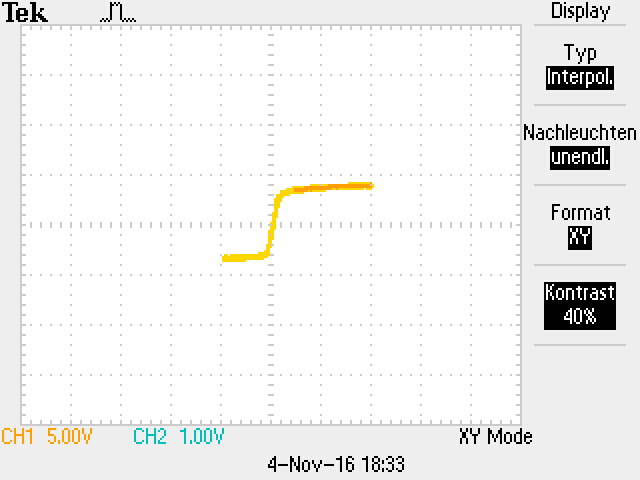 Tek
Display
Typ
Interpol.
Nachleuchten
unendl.
Format
XY
Kontrast
40%
CH1 5.00V CH2 1.00V XY Mode
4-Nov-16 18:33